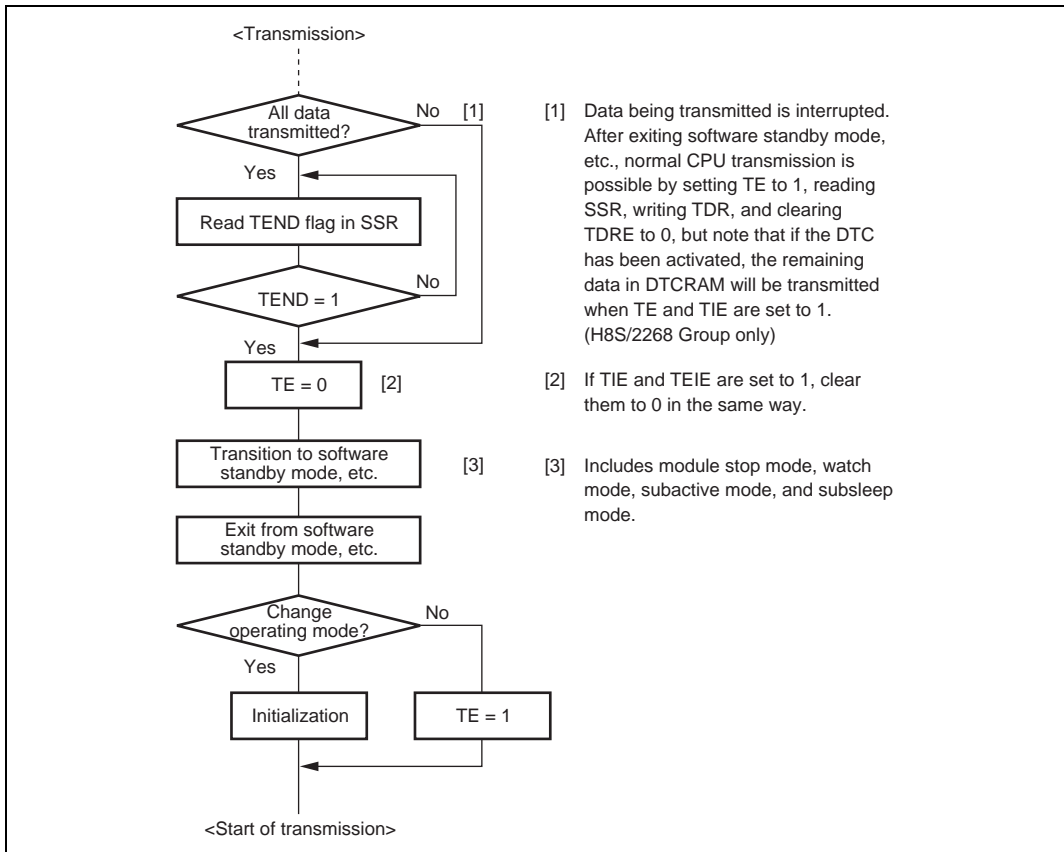 <Transmission>
All data
transmitted?
No
[1]
Yes
Read TEND flag in SSR
TEND = 1
No
Yes
TE = 0
[2]
Transition to software
standby mode, etc.
[3]
Exit from software
standby mode, etc.
Change
operating mode?
No
Yes
Initialization
TE = 1
<Start of transmission>
[1] Data being transmitted is interrupted.
After exiting software standby mode,
etc., normal CPU transmission is
possible by setting TE to 1, reading
SSR, writing TDR, and clearing
TDRE to 0, but note that if the DTC
has been activated, the remaining
data in DTCRAM will be transmitted
when TE and TIE are set to 1.
(H8S/2268 Group only)
[2] If TIE and TEIE are set to 1, clear
them to 0 in the same way.
[3] Includes module stop mode, watch
mode, subactive mode, and subsleep
mode.